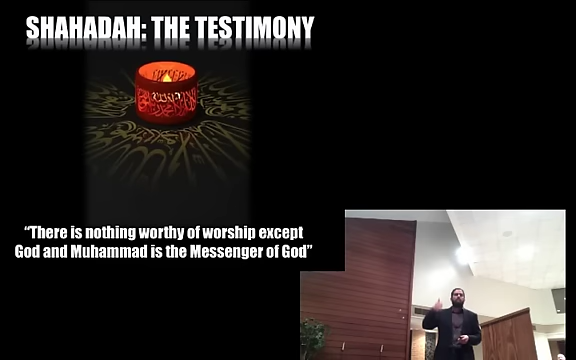 SHAHADAH: THE TESTIMONY
“There is nothing worthy of worship except
God and Muhammad is the Messenger of God”